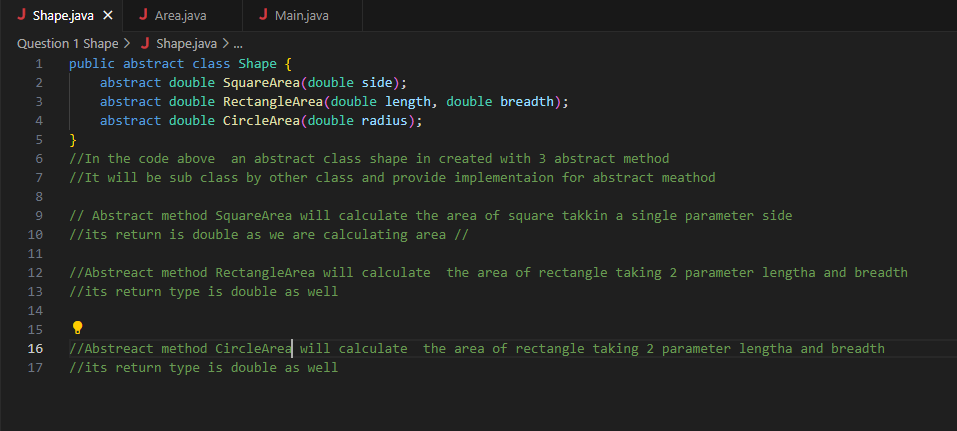 Shape.java Area.java Main.java
Question 1 Shape > Shape.java > ...
1 public abstract class Shape {
2 abstract double SquareArea(double side);
3 abstract double RectangleArea(double length, double breadth);
4 abstract double CircleArea(double radius);
5 }
6 //In the code above  an abstract class shape in created with 3 abstract method
7 //It will be sub class by other class and provide implementaion for abstract meathod
8
9 // Abstract method SquareArea will calculate the area of square takkin a single parameter side
10 //its return is double as we are calculating area //
11
12 //Abstreact method RectangleArea will calculate  the area of rectangle taking 2 parameter lengtha and breadth
13 //its return type is double as well
14
15
16 //Abstreact method CircleArea will calculate  the area of rectangle taking 2 parameter lengtha and breadth
17 //its return type is double as well